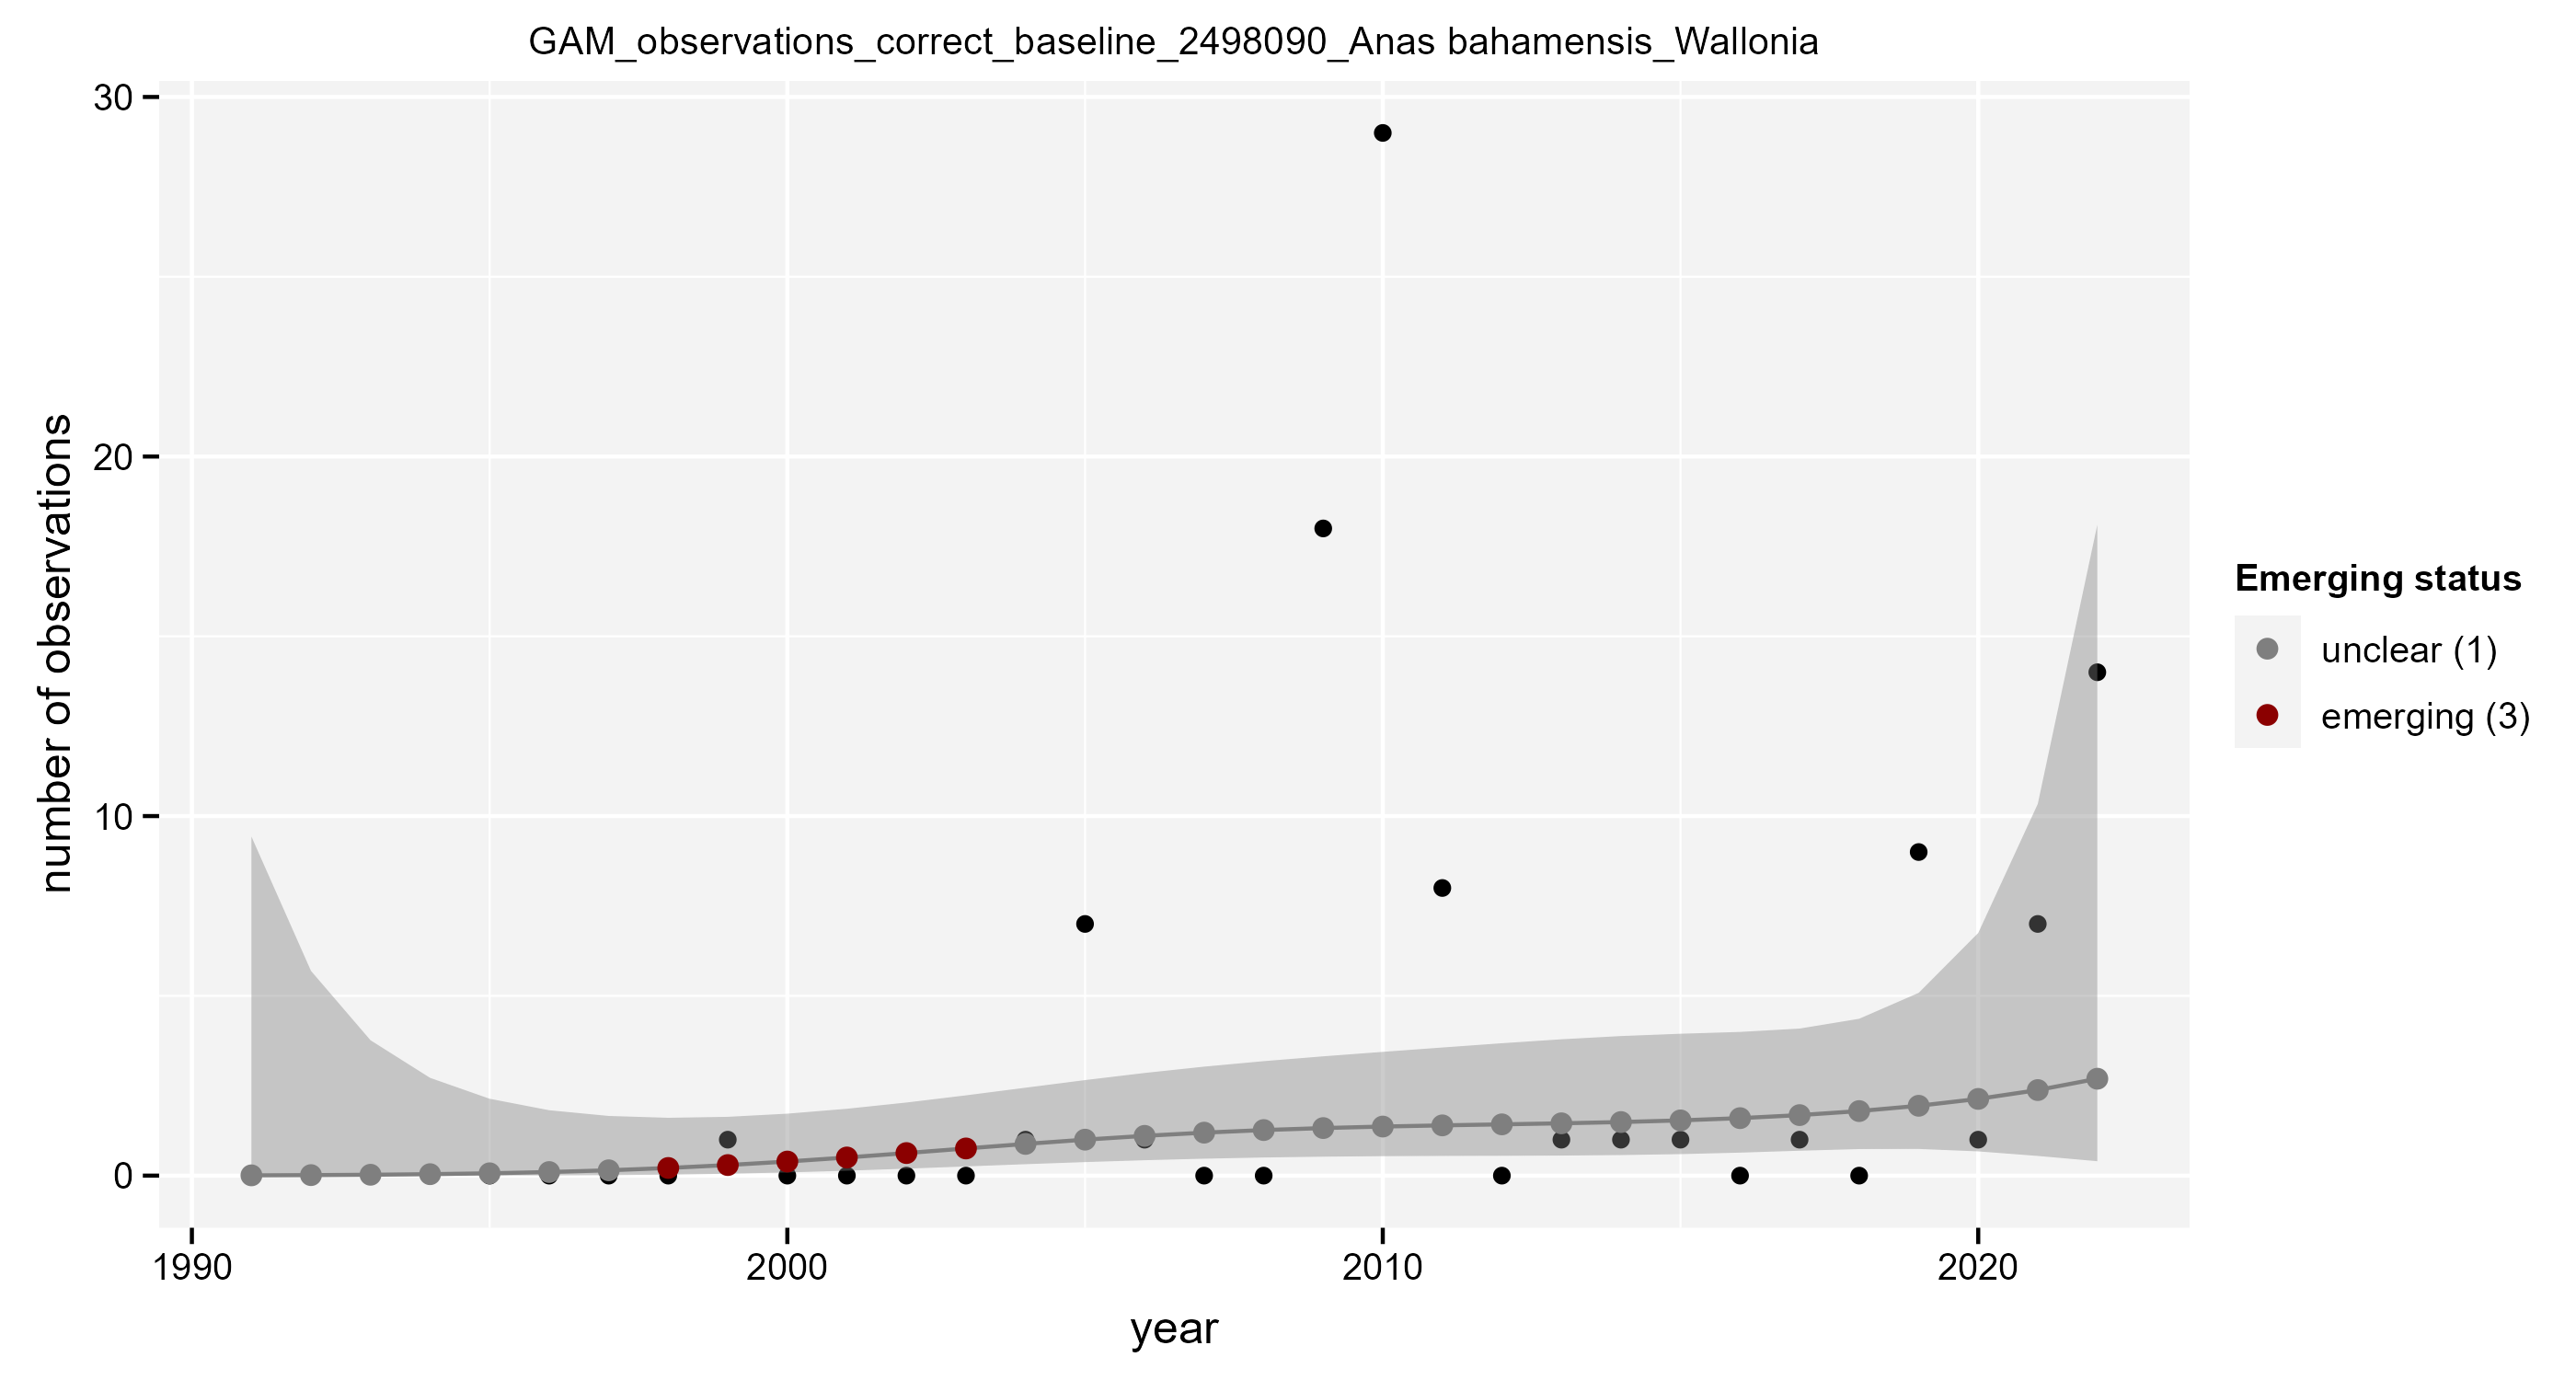 GAM_observations_correct_baseline_2498090_Anas bahamensis_Wallonia
30
20
10
0
number of observations
1990
2000
2010
2020
year
Emerging status
unclear (1)
emerging (3)